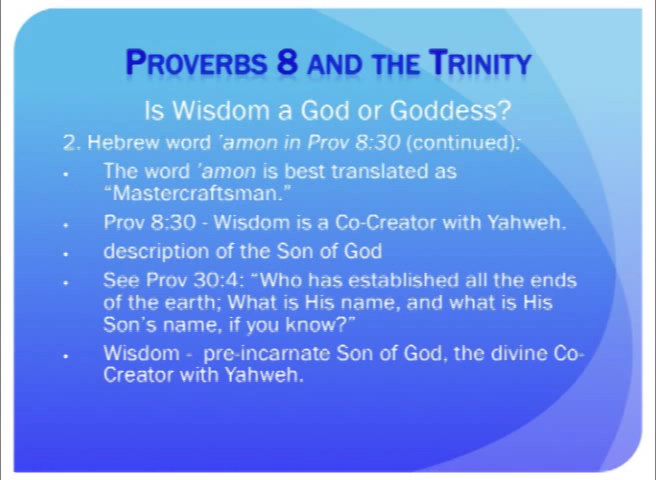 PROVERBS 8 AND THE TRINITY
Is Wisdom a God or Goddess?
2. Hebrew word 'amon in Prov 8:30 (continued):
• The word 'amon is best translated as
"Mastercraftsman."
• Prov 8:30 - Wisdom is a Co-Creator with Yahweh.
• description of the Son of God
• See Prov 30:4: "Who has established all the ends
of the earth; What is His name, and what is His
Son's name, if you know?"
• Wisdom - pre-incarnate Son of God, the divine Co-
Creator with Yahweh.